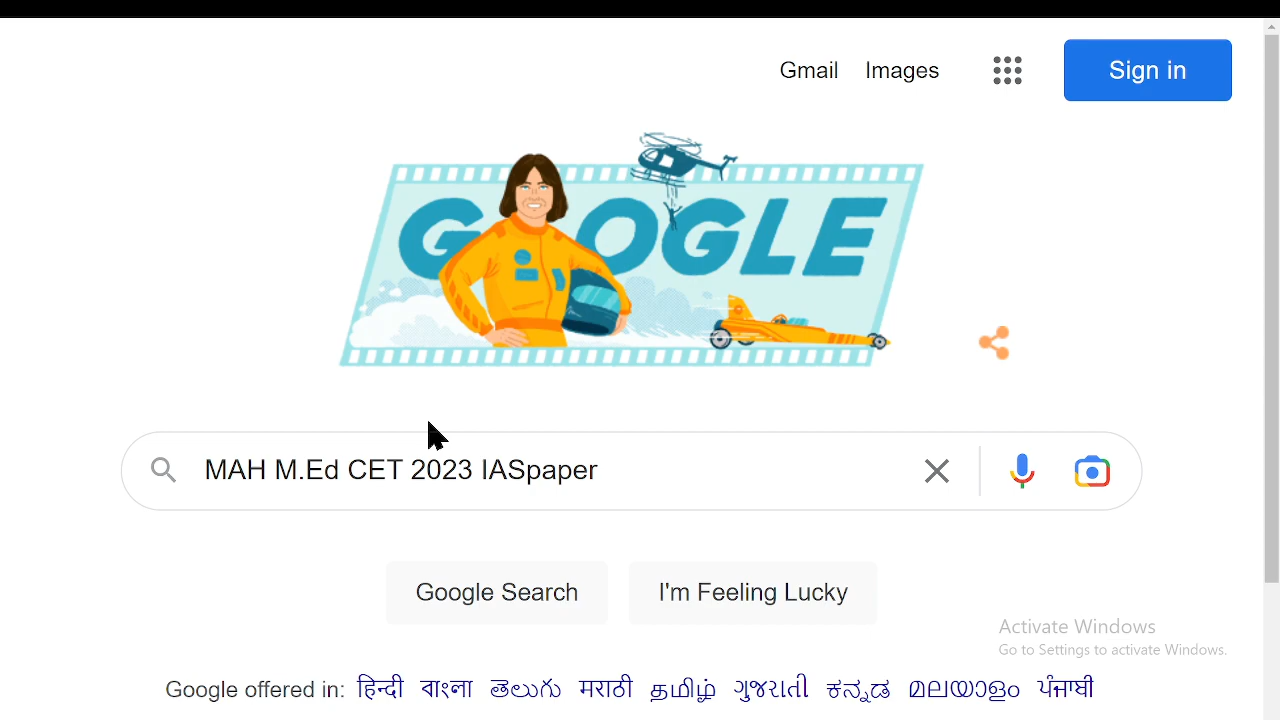 Gmail Images Sign in
GOOGLE
MAH M.Ed CET 2023 IASpaper
Google Search I'm Feeling Lucky
Activate Windows
Go to Settings to activate Windows.
Google offered in: हिन्दी বাংলা తెలుగు मराठी தமிழ் ગુજરાતી ಕನ್ನಡ മലയാളം ਪੰਜਾਬੀ